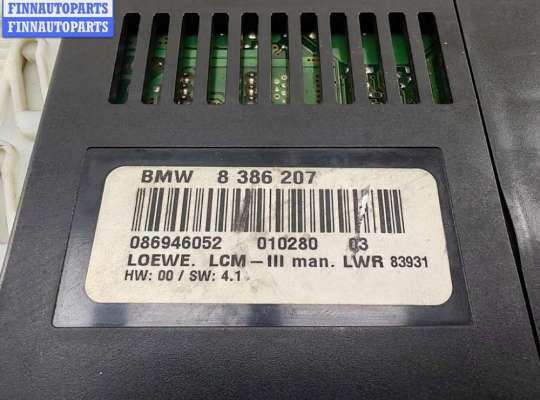 FINNAUTOPARTS
FINNAUTOPARTS
BMW 8 386 207
086946052 010280 03
LOEWE. LCM - III man. LWR 83931
HW: 00 / SW: 4.1